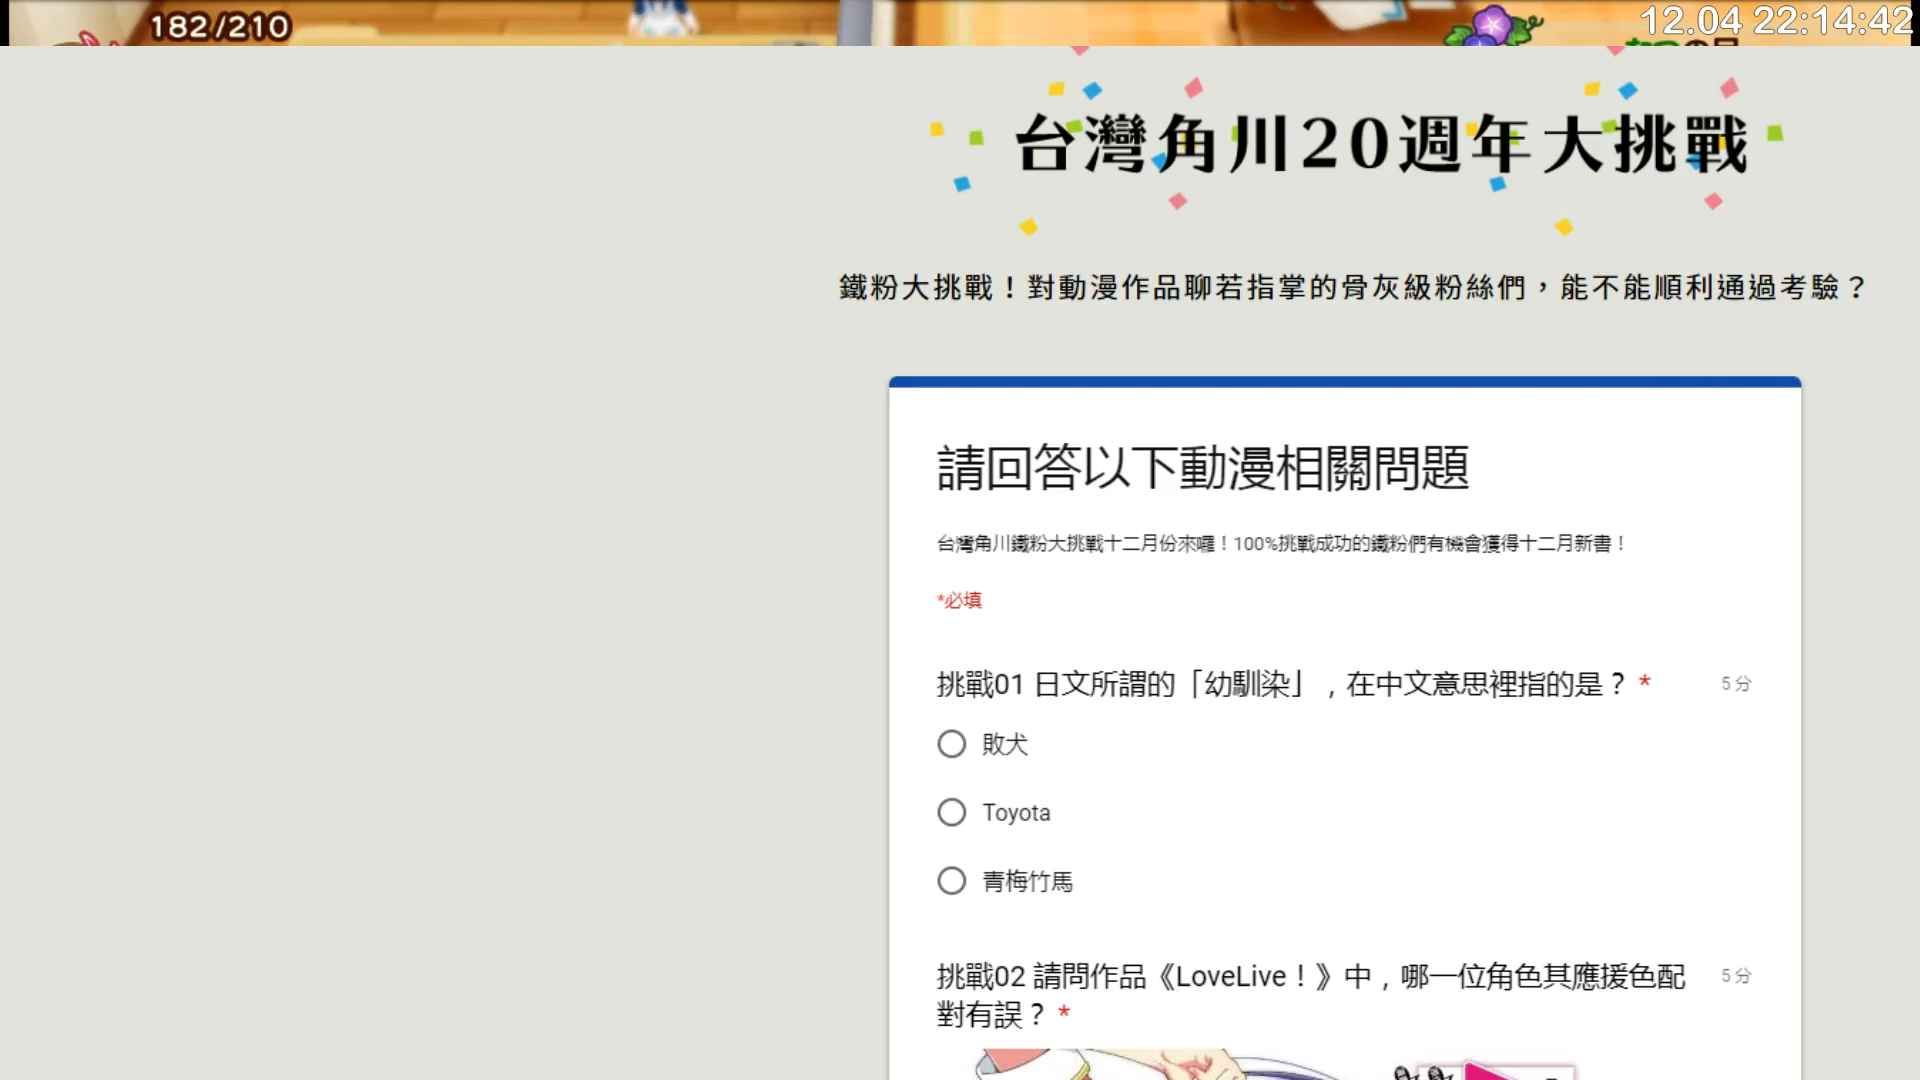 182/210
12.04 22:14:42
台灣角川20週年大挑戰
鐵粉大挑戰！對動漫作品聊若指掌的骨灰級粉絲們，能不能順利通過考驗？
請回答以下動漫相關問題
台灣角川鐵粉大挑戰十二月份來囉！100%挑戰成功的鐵粉們有機會獲得十二月新書！
*必填
挑戰01 日文所謂的「幼馴染」，在中文意思裡指的是？ *
5 分
敗犬
Toyota
青梅竹馬
挑戰02 請問作品《LoveLive！》中，哪一位角色其應援色配
對有誤？ *
5 分